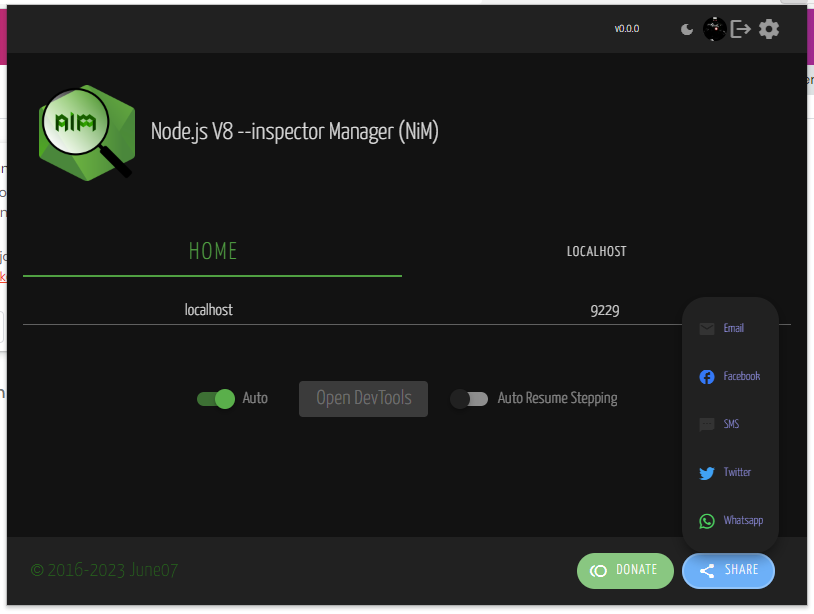 v0.0.0
NiM
Node.js V8 --inspector Manager (NiM)
HOME
LOCALHOST
localhost
9229
Auto
Open DevTools
Auto Resume Stepping
Email
Facebook
SMS
Twitter
Whatsapp
© 2016-2023 June07
DONATE
SHARE